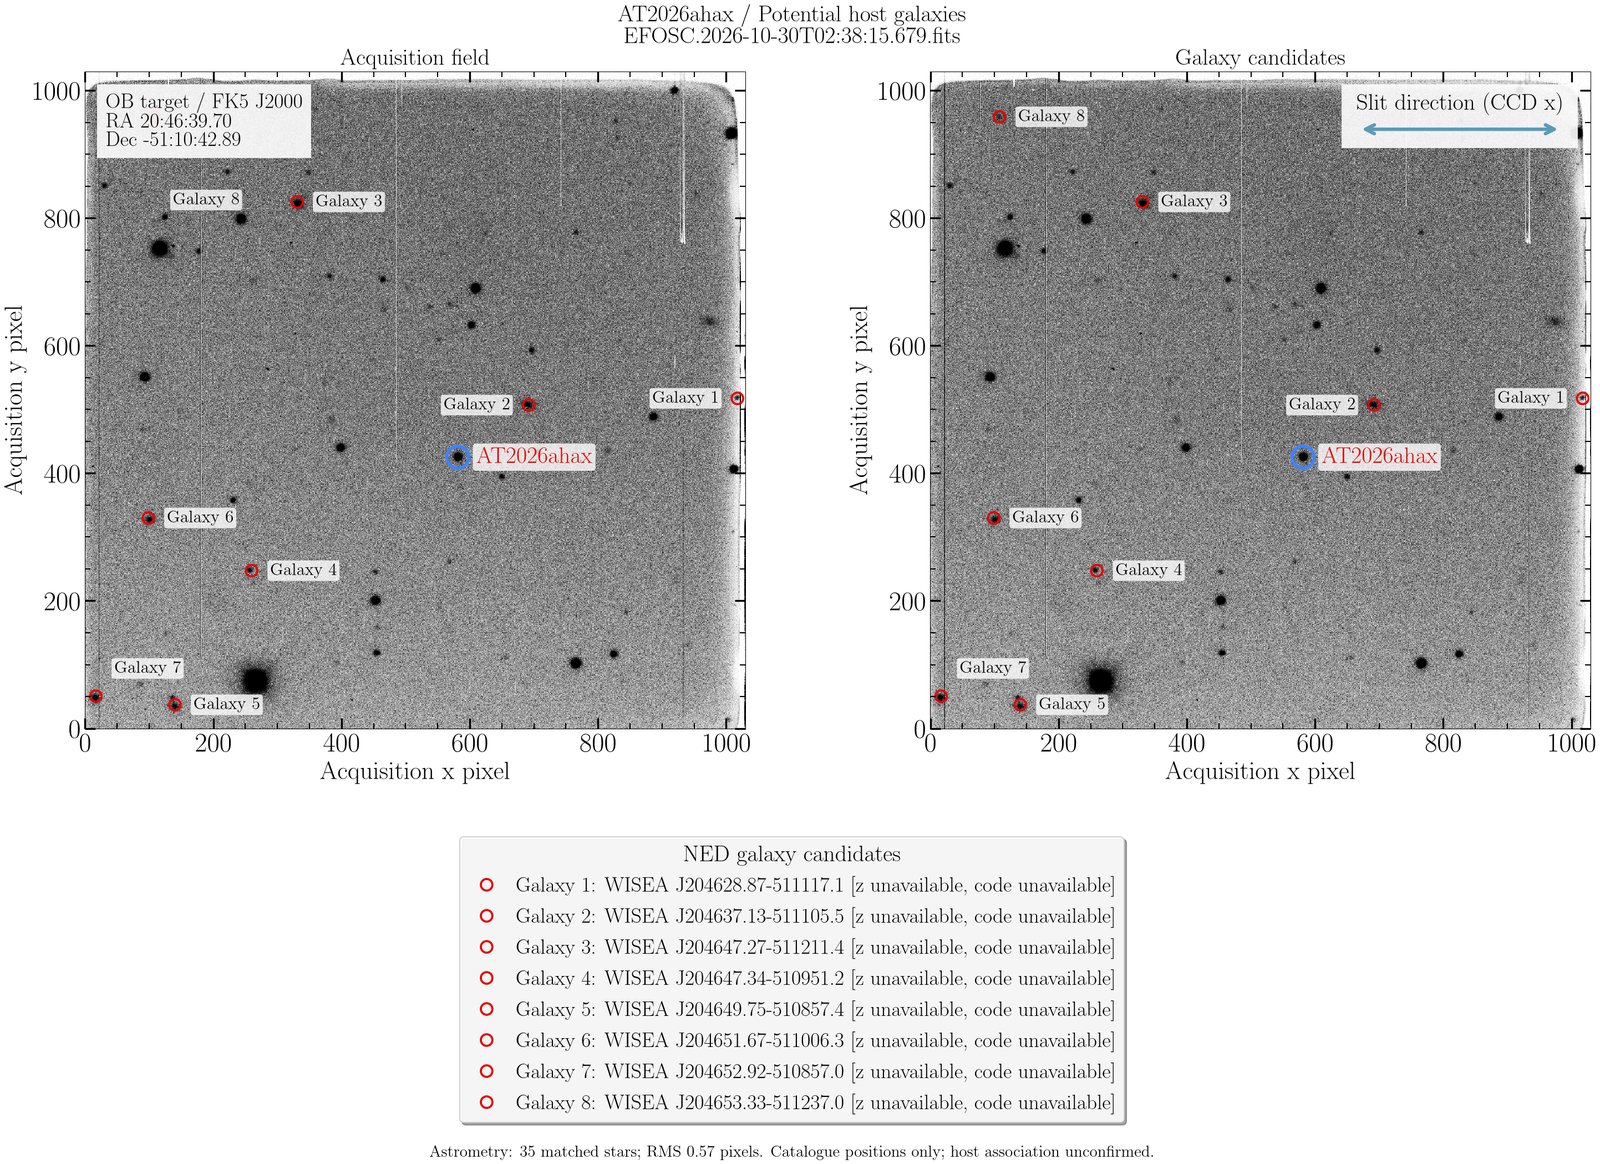 AT2026ahax / Potential host galaxies
EFOSC.2026-10-30T02:38:15.679.fits
Acquisition field
OB target / FK5 J2000
RA 20:46:39.70
Dec -51:10:42.89
Galaxy 8
Galaxy 3
Galaxy 2
Galaxy 1
AT2026ahax
Galaxy 6
Galaxy 4
Galaxy 7
Galaxy 5
1000
800
600
400
200
0
0 200 400 600 800 1000
Acquisition y pixel
Acquisition x pixel
Galaxy candidates
Slit direction (CCD x)
Galaxy 8
Galaxy 3
Galaxy 2
Galaxy 1
AT2026ahax
Galaxy 6
Galaxy 4
Galaxy 7
Galaxy 5
1000
800
600
400
200
0
0 200 400 600 800 1000
Acquisition y pixel
Acquisition x pixel
NED galaxy candidates
Galaxy 1: WISEA J204628.87-511117.1 [z unavailable, code unavailable]
Galaxy 2: WISEA J204637.13-511105.5 [z unavailable, code unavailable]
Galaxy 3: WISEA J204647.27-511211.4 [z unavailable, code unavailable]
Galaxy 4: WISEA J204647.34-510951.2 [z unavailable, code unavailable]
Galaxy 5: WISEA J204649.75-510857.4 [z unavailable, code unavailable]
Galaxy 6: WISEA J204651.67-511006.3 [z unavailable, code unavailable]
Galaxy 7: WISEA J204652.92-510857.0 [z unavailable, code unavailable]
Galaxy 8: WISEA J204653.33-511237.0 [z unavailable, code unavailable]
Astrometry: 35 matched stars; RMS 0.57 pixels. Catalogue positions only; host association unconfirmed.